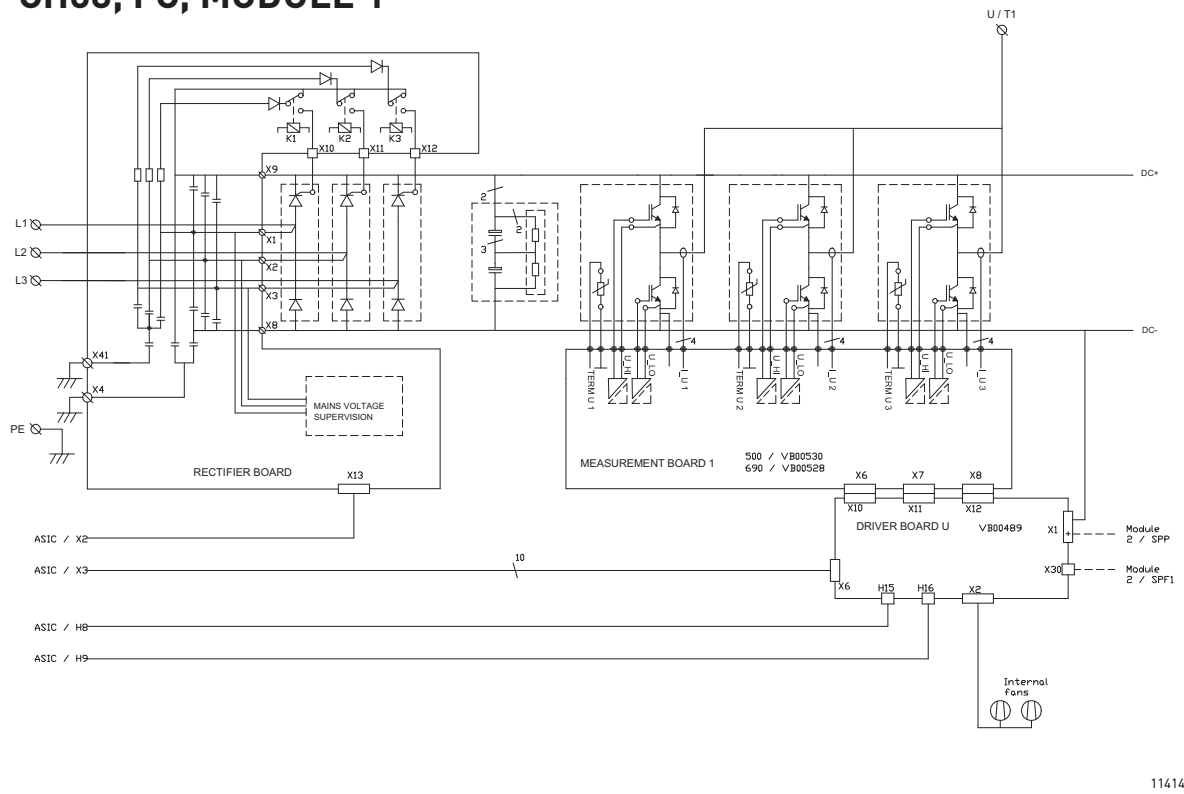 U / T1
K1
K2
K3
X10
X11
X12
X9
DC+
2
2
3
L1
X1
L2
X2
L3
X3
X8
DC-
4
4
4
X41
X4
TERM U 1
U_HI
U_LO
I_U 1
TERM U 2
U_HI
U_LO
I_U 2
TERM U 3
U_HI
U_LO
I_U 3
PE
MAINS VOLTAGE
SUPERVISION
RECTIFIER BOARD
X13
MEASUREMENT BOARD 1
500 / VB00530
690 / VB00528
X6
X7
X8
X10
X11
X12
DRIVER BOARD U
VB00489
X1
+
Module
2 / SPP
ASIC / X2
ASIC / X3
10
X6
X30
Module
2 / SPF1
H15
H16
X2
ASIC / H8
ASIC / H9
Internal
fans
11414